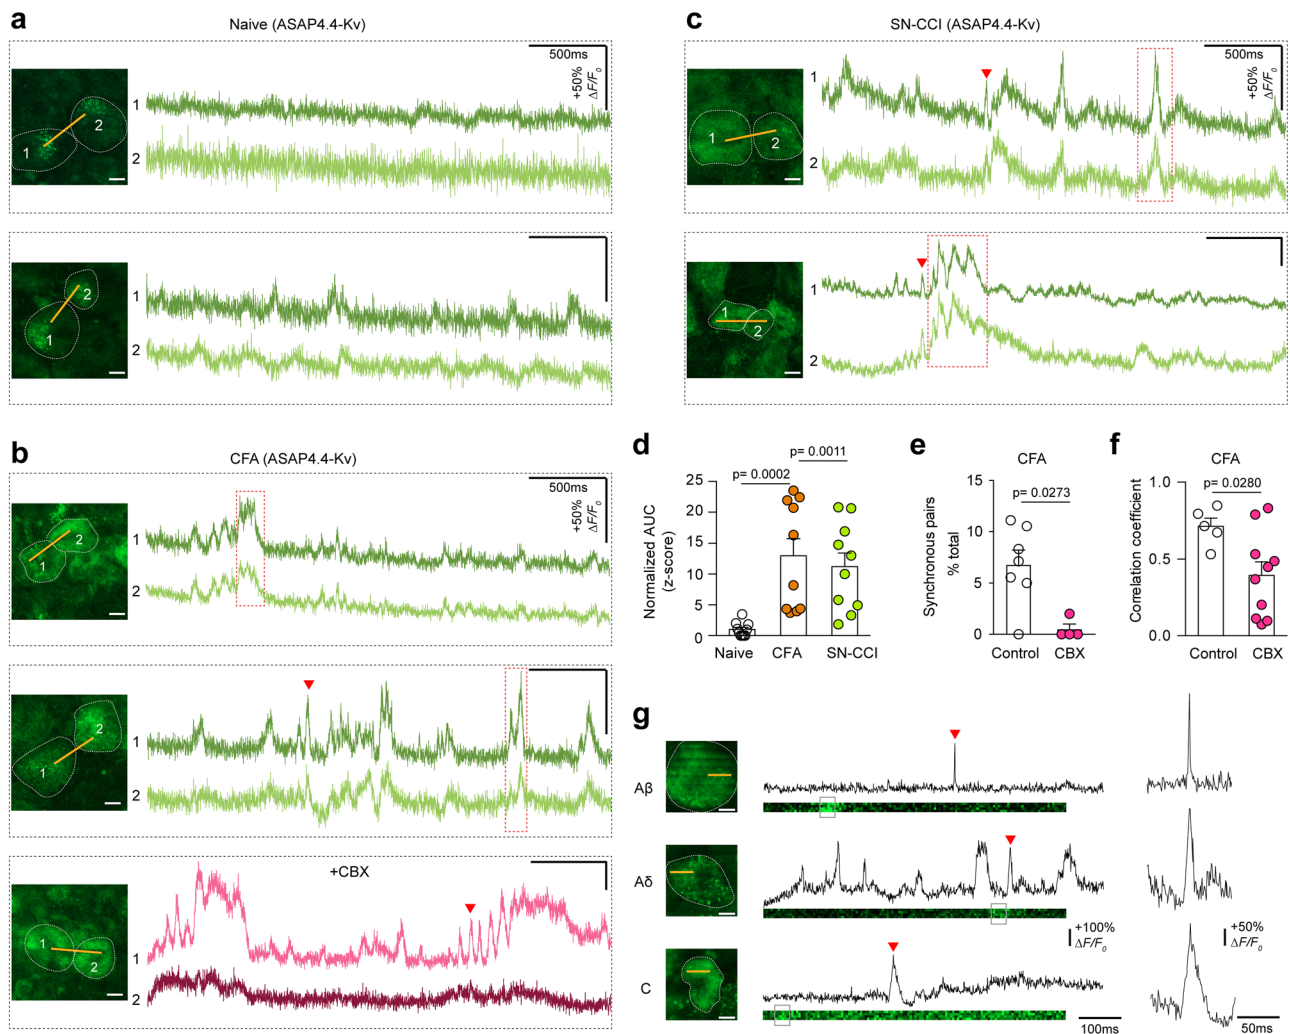 a
Naive (ASAP4.4-Kv)
500ms
+50%
ΔF/F0
1
2
1
2
1
2
1
2
b
CFA (ASAP4.4-Kv)
500ms
+50%
ΔF/F0
1
2
1
2
1
2
1
2
+CBX
1
2
1
2
c
SN-CCI (ASAP4.4-Kv)
500ms
+50%
ΔF/F0
1
2
1
2
1
2
1
2
d
p= 0.0011
p= 0.0002
Normalized AUC
(z-score)
25
20
15
10
5
0
Naive
CFA
SN-CCI
e
CFA
p= 0.0273
Synchronous pairs
% total
15
10
5
0
Control
CBX
f
CFA
p= 0.0280
Correlation coefficient
1.0
0.5
0.0
Control
CBX
g
Aβ
Aδ
+100%
ΔF/F0
+50%
ΔF/F0
C
100ms
50ms